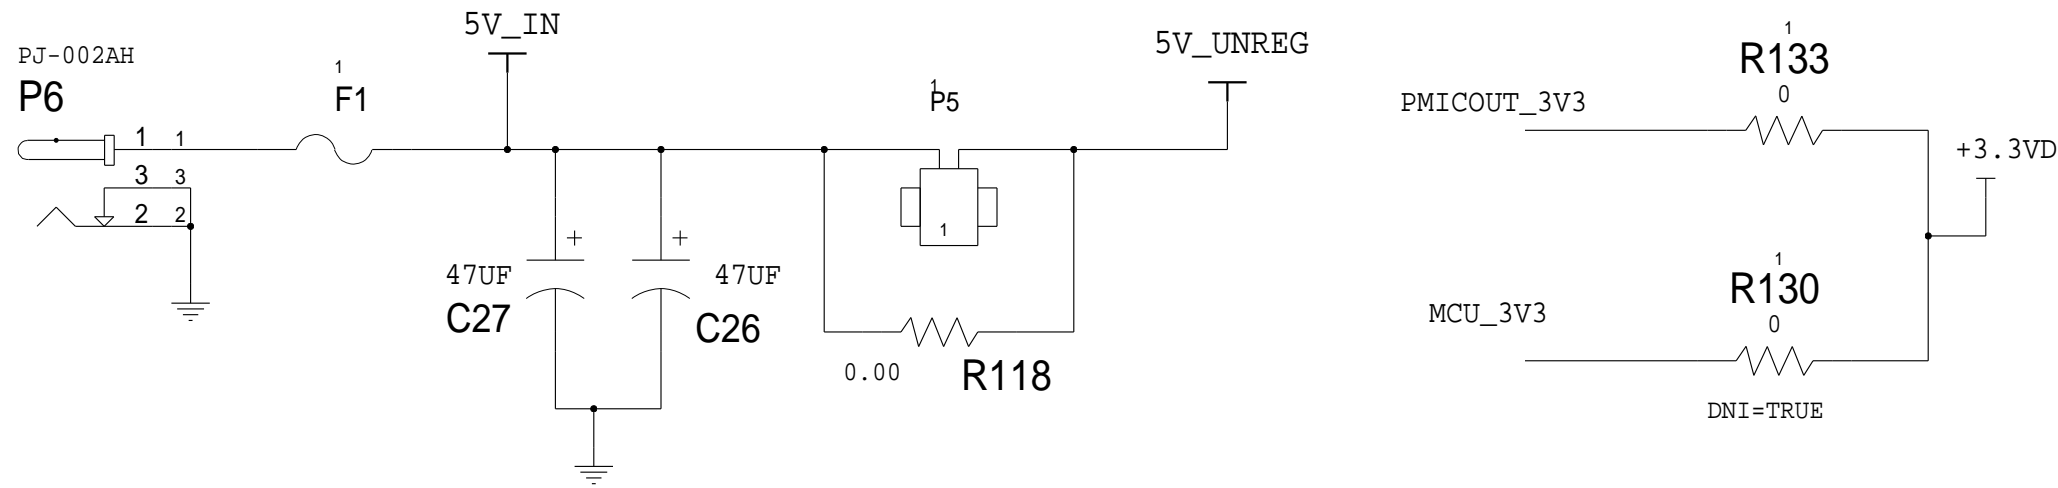 PJ-002AH
P6
1 1
3 3
2 2
1
F1
5V_IN
+
47UF
C27
+
47UF
C26
1
P5
1
0.00
R118
5V_UNREG
1
R133
0
PMICOUT_3V3
+3.3VD
1
R130
0
MCU_3V3
DNI=TRUE